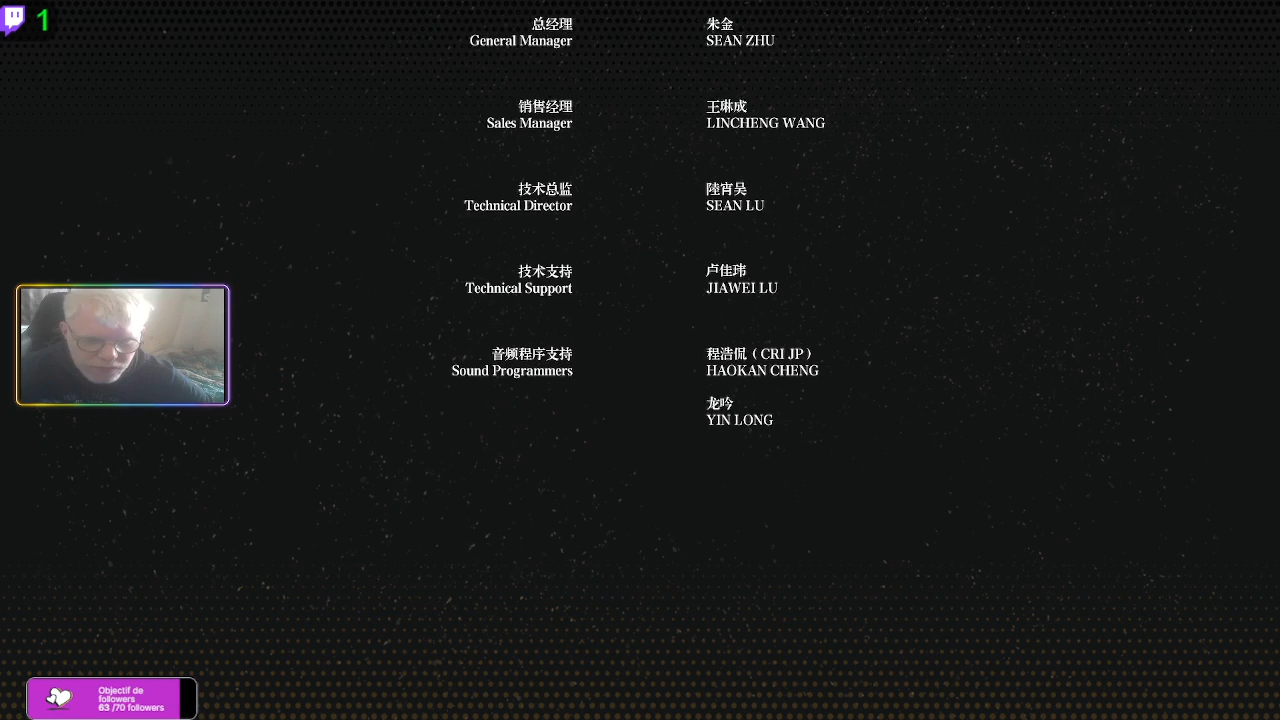 1
总经理 朱金
General Manager SEAN ZHU
销售经理 王琳成
Sales Manager LINCHENG WANG
技术总监 陸宵吴
Technical Director SEAN LU
技术支持 卢佳玮
Technical Support JIAWEI LU
音频程序支持 程浩侃（CRI JP）
Sound Programmers HAOKAN CHENG
龙吟
YIN LONG
Objectif de
followers
63 /70 followers